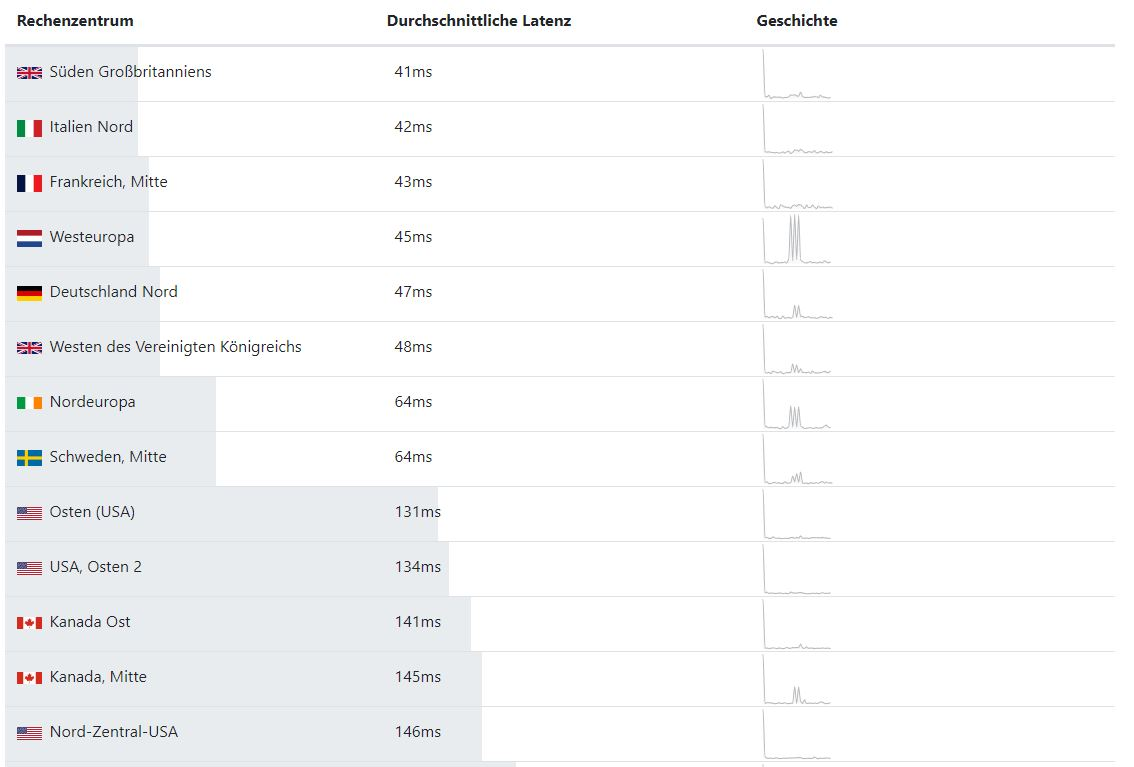 Rechenzentrum Durchschnittliche Latenz Geschichte
Süden Großbritanniens 41ms
Italien Nord 42ms
Frankreich, Mitte 43ms
Westeuropa 45ms
Deutschland Nord 47ms
Westen des Vereinigten Königreichs 48ms
Nordeuropa 64ms
Schweden, Mitte 64ms
Osten (USA) 131ms
USA, Osten 2 134ms
Kanada Ost 141ms
Kanada, Mitte 145ms
Nord-Zentral-USA 146ms